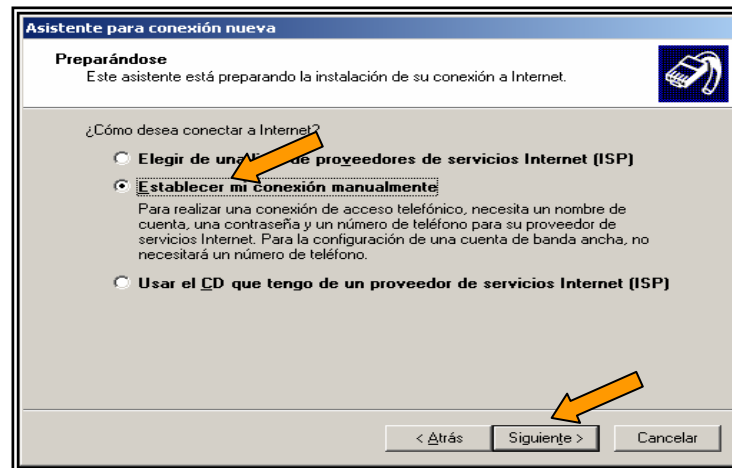 Asistente para conexión nueva
Preparándose
Este asistente está preparando la instalación de su conexión a Internet.
¿Cómo desea conectar a Internet?
Elegir de una de proveedores de servicios Internet (ISP)
Establecer mi conexión manualmente
Para realizar una conexión de acceso telefónico, necesita un nombre de
cuenta, una contraseña y un número de teléfono para su proveedor de
servicios Internet. Para la configuración de una cuenta de banda ancha, no
necesitará un número de teléfono.
Usar el CD que tengo de un proveedor de servicios Internet (ISP)
< Atrás
Siguiente >
Cancelar